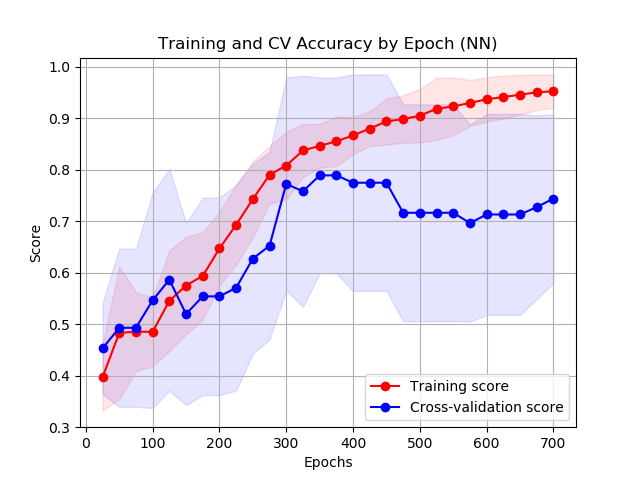 Training and CV Accuracy by Epoch (NN)
1.0
0.9
0.8
0.7
0.6
0.5
0.4
0.3
Score
0 100 200 300 400 500 600 700
Epochs
Training score
Cross-validation score